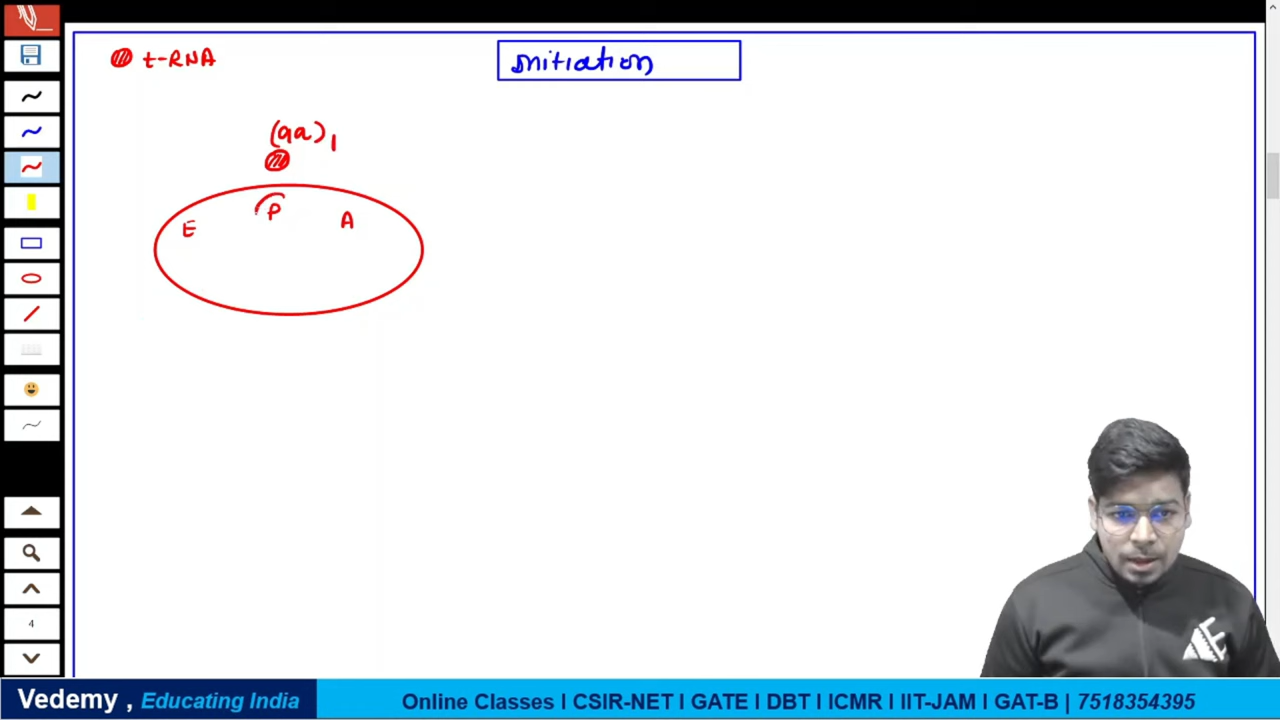 t-RNA
Initiation
(aa)1
E P A
4
Vedemy , Educating India
Online Classes I CSIR-NET I GATE I DBT I ICMR I IIT-JAM I GAT-B | 7518354395